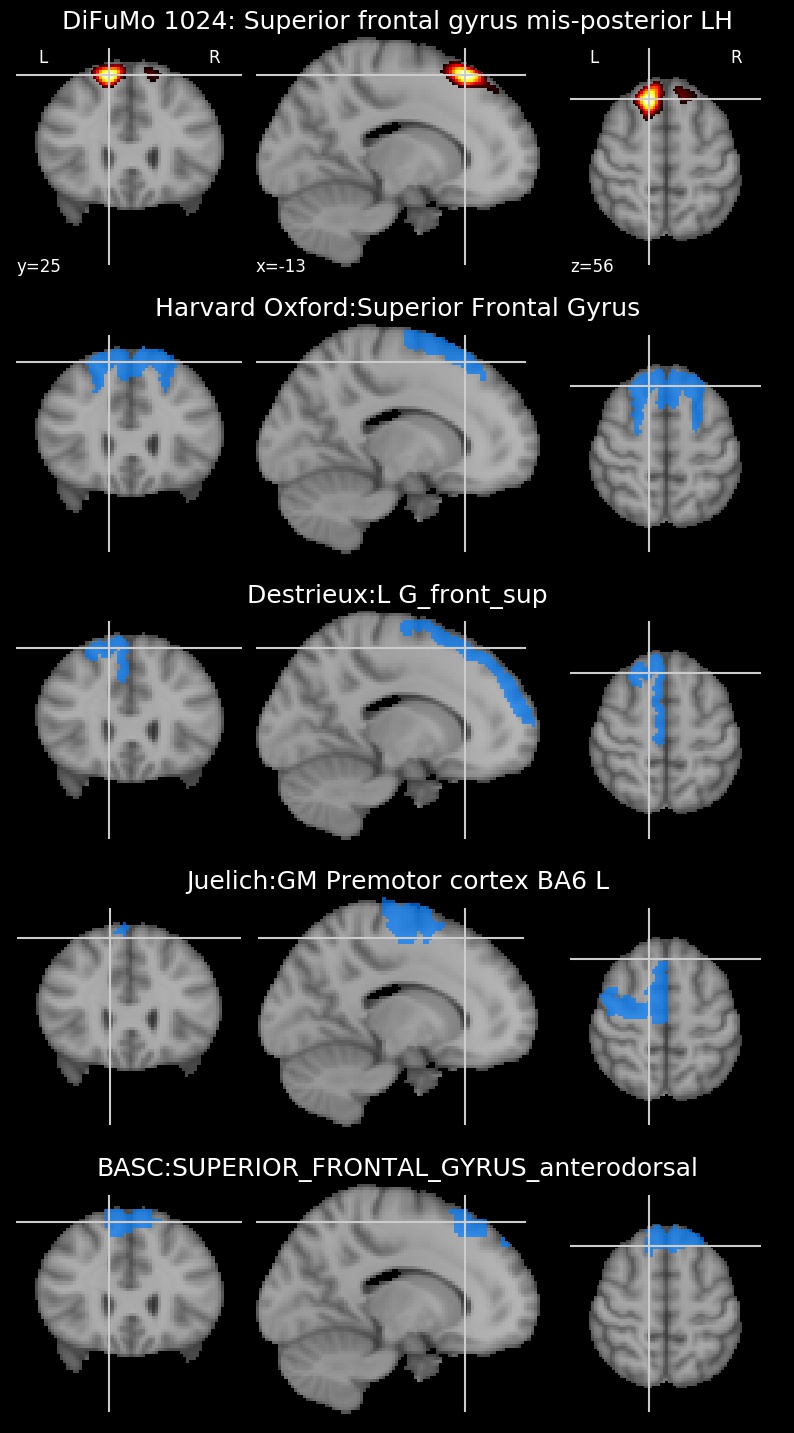 DiFuMo 1024: Superior frontal gyrus mis-posterior LH
L R L R
y=25 x=-13 z=56
Harvard Oxford:Superior Frontal Gyrus
Destrieux:L G_front_sup
Juelich:GM Premotor cortex BA6 L
BASC:SUPERIOR_FRONTAL_GYRUS_anterodorsal